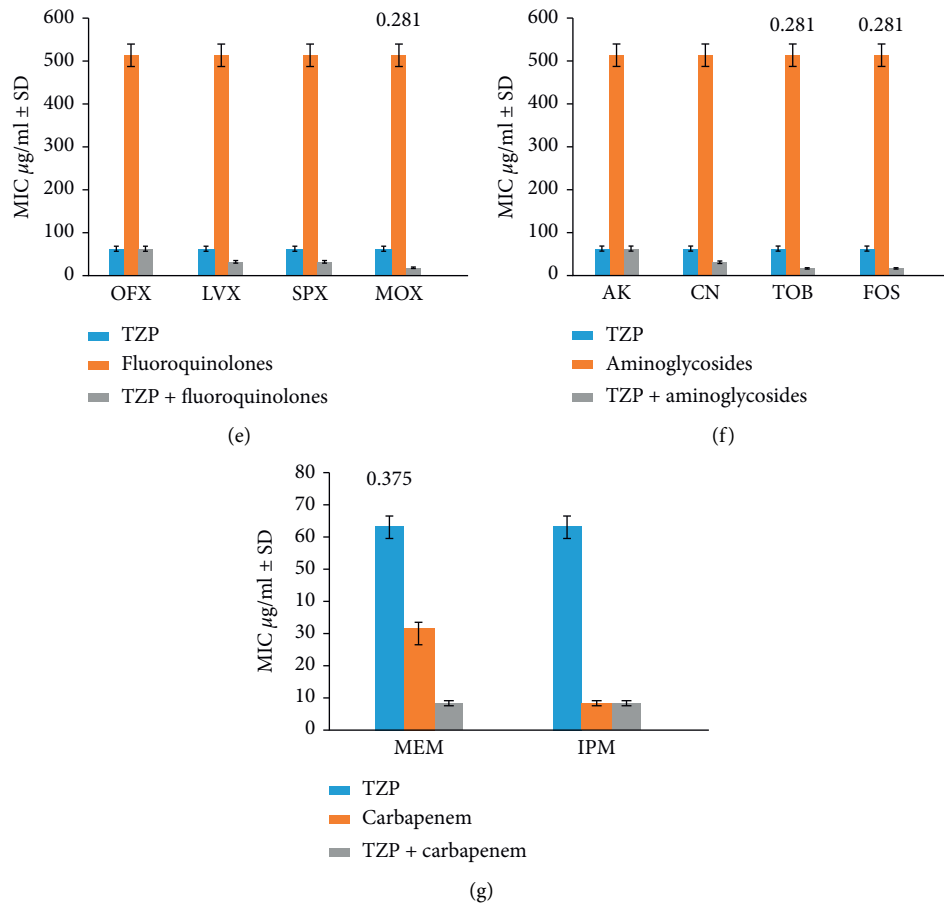 600
500
400
300
200
100
0
MIC µg/ml ± SD
0.281
OFX LVX SPX MOX
TZP
Fluoroquinolones
TZP + fluoroquinolones
(e)
600
500
400
300
200
100
0
MIC µg/ml ± SD
0.281 0.281
AK CN TOB FOS
TZP
Aminoglycosides
TZP + aminoglycosides
(f)
80
70
60
50
10
30
20
10
0
MIC µg/ml ± SD
0.375
MEM IPM
TZP
Carbapenem
TZP + carbapenem
(g)